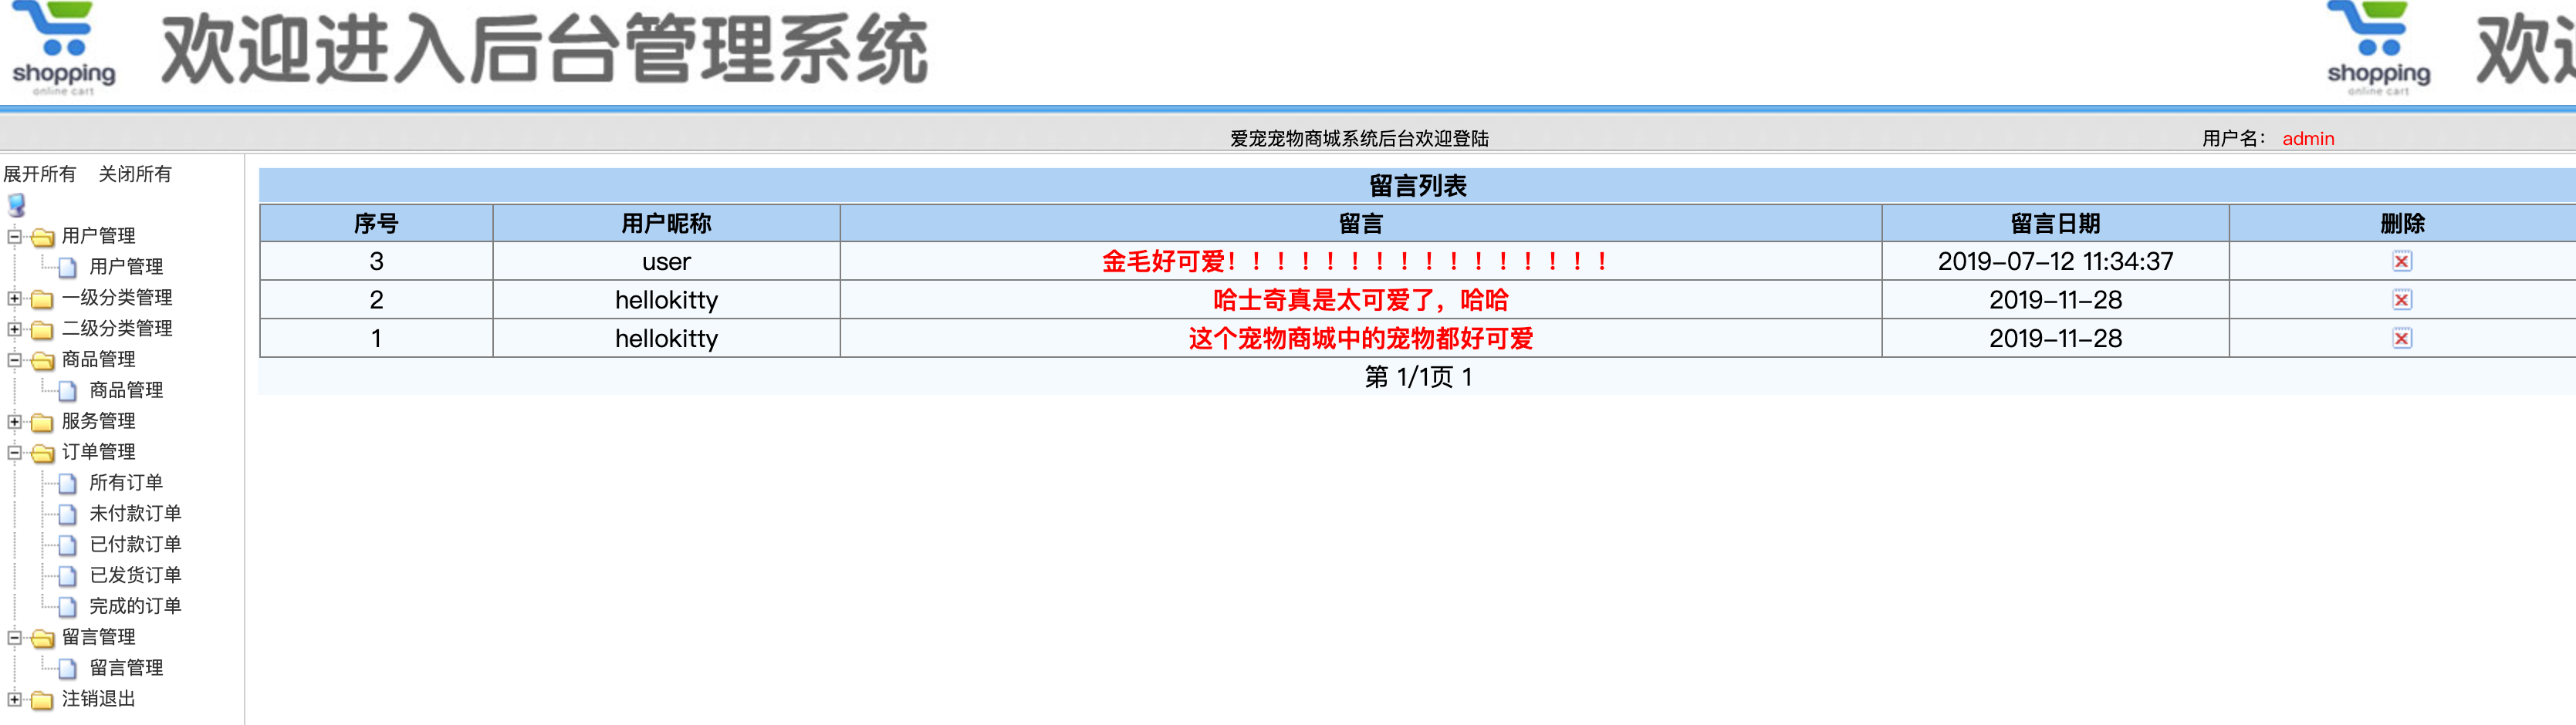 shopping
online cart
欢迎进入后台管理系统
shopping
online cart
欢迎
爱宠宠物商城系统后台欢迎登陆
用户名： admin
展开所有 关闭所有
用户管理
用户管理
一级分类管理
二级分类管理
商品管理
商品管理
服务管理
订单管理
所有订单
未付款订单
已付款订单
已发货订单
完成的订单
留言管理
留言管理
注销退出
留言列表
序号 用户昵称 留言 留言日期 删除
3 user 金毛好可爱！！！！！！！！！！！！！！！！ 2019-07-12 11:34:37
2 hellokitty 哈士奇真是太可爱了，哈哈 2019-11-28
1 hellokitty 这个宠物商城中的宠物都好可爱 2019-11-28
第 1/1页 1